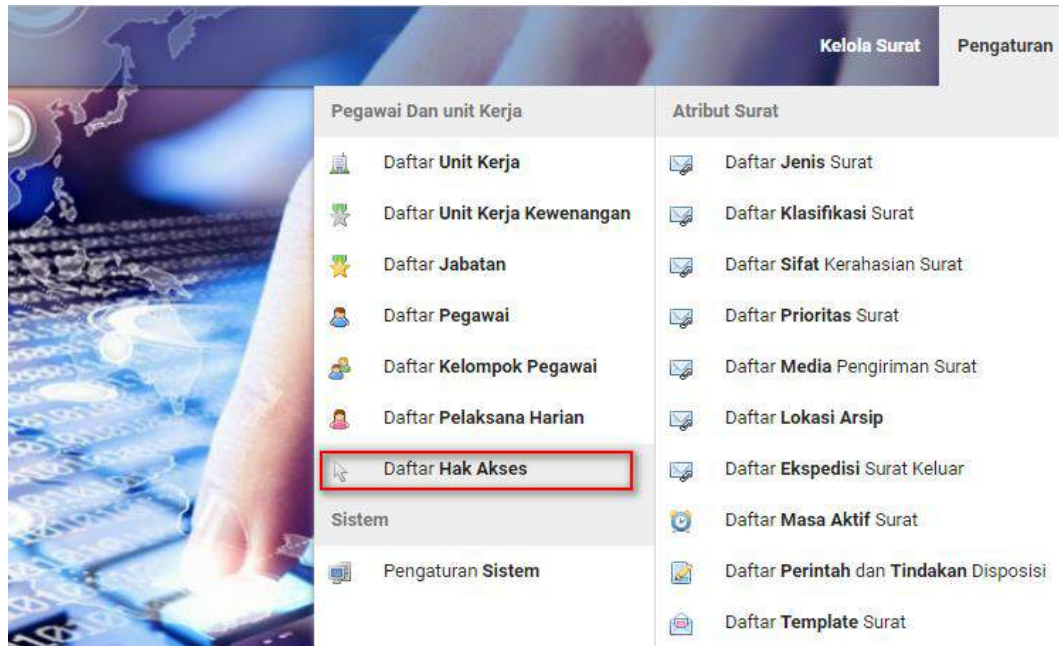 Kelola Surat
Pengaturan
Pegawai Dan unit Kerja
Daftar Unit Kerja
Daftar Unit Kerja Kewenangan
Daftar Jabatan
Daftar Pegawai
Daftar Kelompok Pegawai
Daftar Pelaksana Harian
Daftar Hak Akses
Sistem
Pengaturan Sistem
Atribut Surat
Daftar Jenis Surat
Daftar Klasifikasi Surat
Daftar Sifat Kerahasian Surat
Daftar Prioritas Surat
Daftar Media Pengiriman Surat
Daftar Lokasi Arsip
Daftar Ekspedisi Surat Keluar
Daftar Masa Aktif Surat
Daftar Perintah dan Tindakan Disposisi
Daftar Template Surat